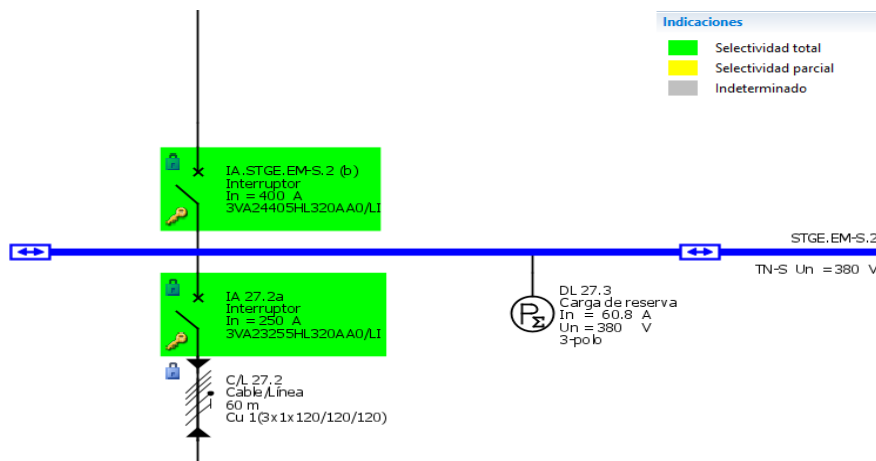 Indicaciones
Selectividad total
Selectividad parcial
Indeterminado
IA.STGE.EM-S.2 (b)
Interruptor
In = 400 A
3VA24405HL320AA0/LI
STGE.EM-S.2
TN-S Un = 380 V
IA 27.2a
Interruptor
In = 250 A
3VA23255HL320AA0/LI
DL 27.3
Carga de reserva
In = 60.8 A
Un = 380 V
3-polo
PΣ
C/L 27.2
Cable/Línea
60 m
Cu 1(3x1x120/120/120)